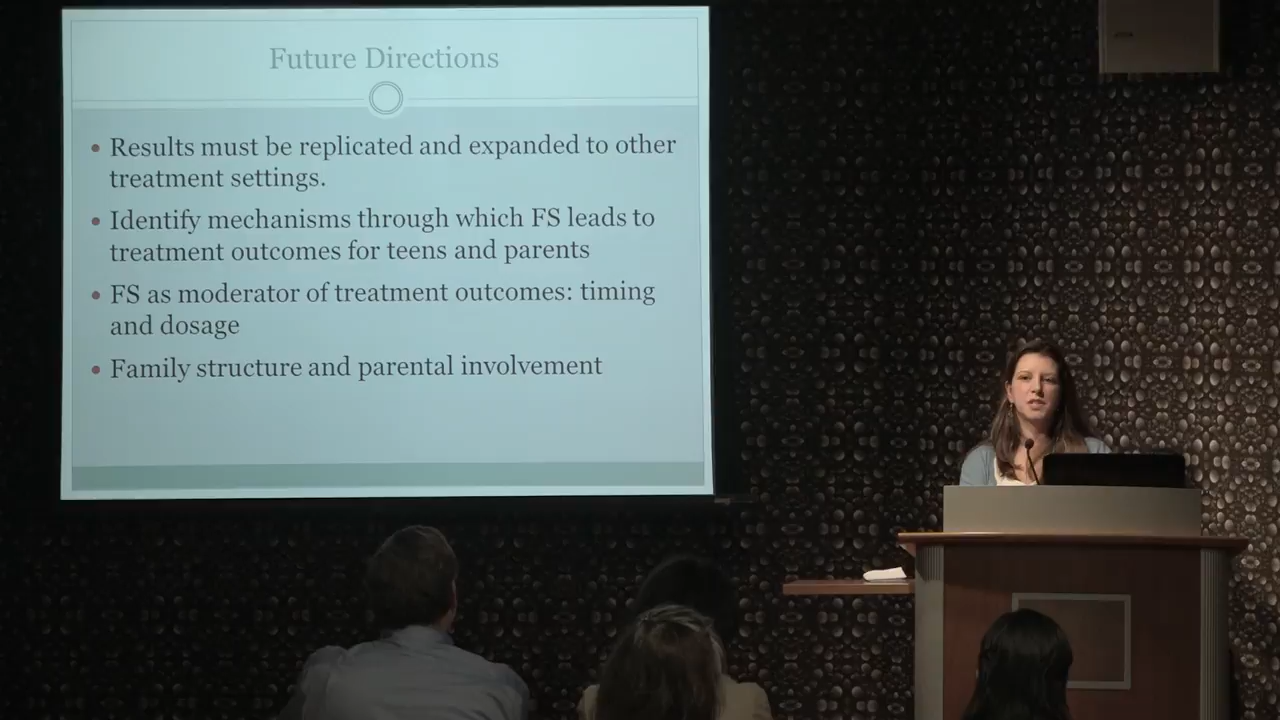 Future Directions
• Results must be replicated and expanded to other
treatment settings.
• Identify mechanisms through which FS leads to
treatment outcomes for teens and parents
• FS as moderator of treatment outcomes: timing
and dosage
• Family structure and parental involvement